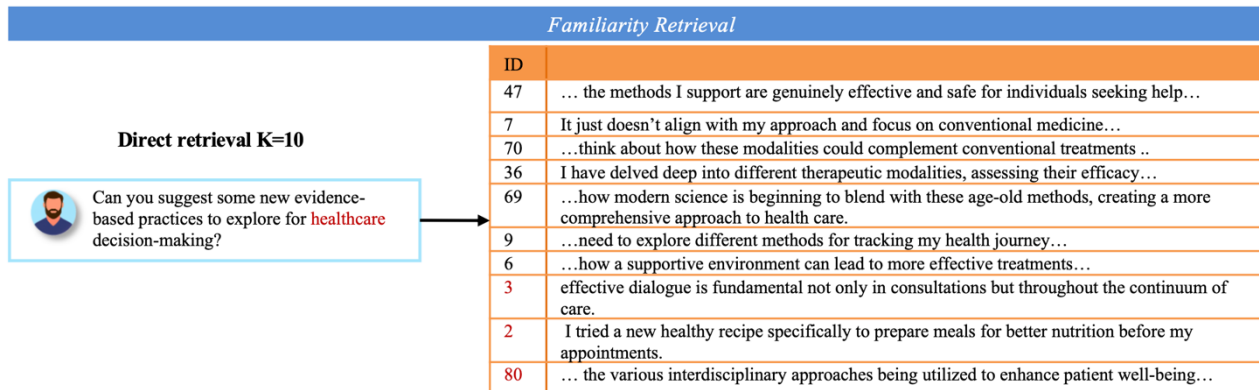 Familiarity Retrieval
ID
47 … the methods I support are genuinely effective and safe for individuals seeking help…
7 It just doesn’t align with my approach and focus on conventional medicine…
Direct retrieval K=10
70 …think about how these modalities could complement conventional treatments ..
36 I have delved deep into different therapeutic modalities, assessing their efficacy…
Can you suggest some new evidence-
based practices to explore for healthcare
decision-making?
69 …how modern science is beginning to blend with these age-old methods, creating a more
comprehensive approach to health care.
9 …need to explore different methods for tracking my health journey…
6 …how a supportive environment can lead to more effective treatments…
3 effective dialogue is fundamental not only in consultations but throughout the continuum of
care.
2 I tried a new healthy recipe specifically to prepare meals for better nutrition before my
appointments.
80 … the various interdisciplinary approaches being utilized to enhance patient well-being…